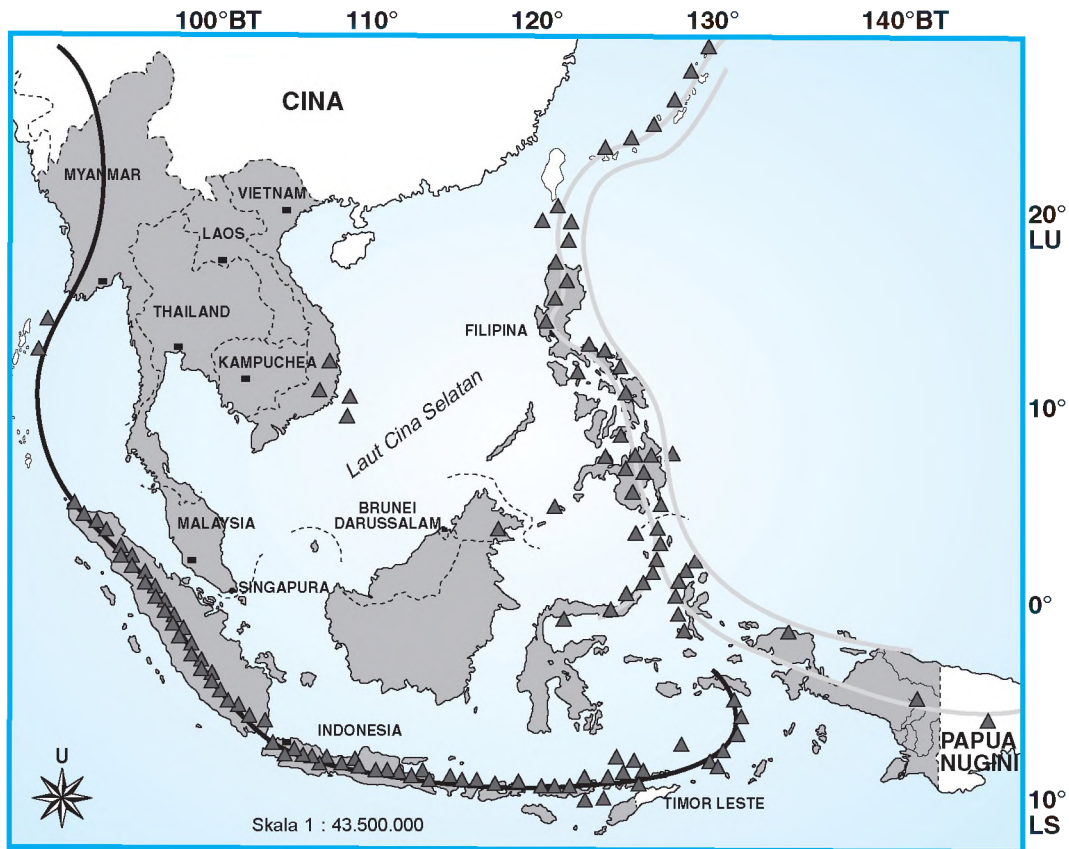 100°BT 110° 120° 130° 140°BT
CINA
MYANMAR
VIETNAM
20°
LU
LAOS
THAILAND
FILIPINA
KAMPUCHEA
Laut Cina Selatan
10°
BRUNEI
DARUSSALAM
MALAYSIA
SINGAPURA
0°
INDONESIA
PAPUA
NUGINI
U
TIMOR LESTE
10°
LS
Skala 1 : 43.500.000